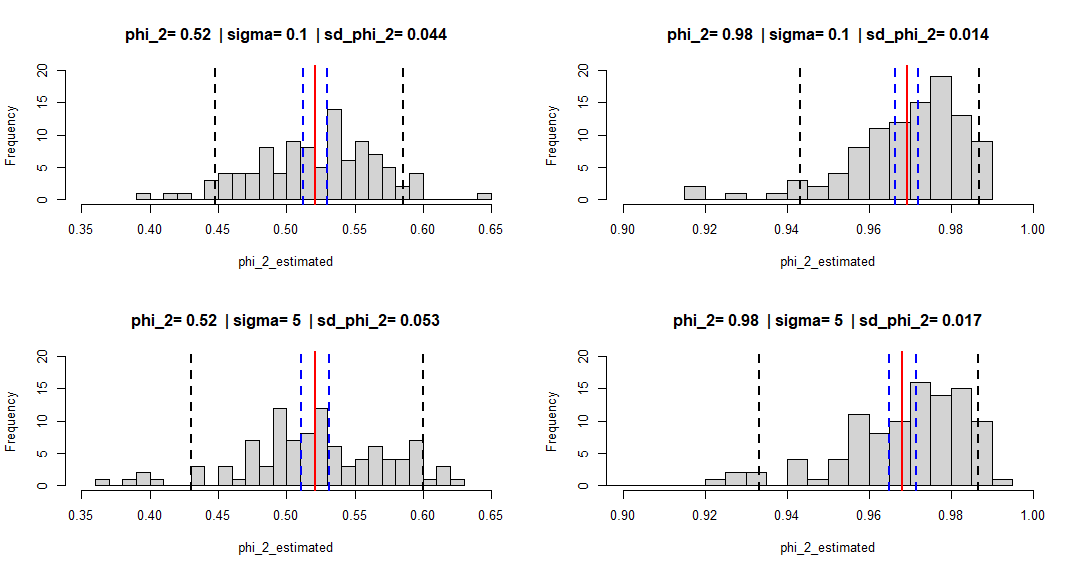 phi_2= 0.52 | sigma= 0.1 | sd_phi_2= 0.044
Frequency
20
15
10
5
0
0.35 0.40 0.45 0.50 0.55 0.60 0.65
phi_2_estimated
phi_2= 0.98 | sigma= 0.1 | sd_phi_2= 0.014
Frequency
20
15
10
5
0
0.90 0.92 0.94 0.96 0.98 1.00
phi_2_estimated
phi_2= 0.52 | sigma= 5 | sd_phi_2= 0.053
Frequency
20
15
10
5
0
0.35 0.40 0.45 0.50 0.55 0.60 0.65
phi_2_estimated
phi_2= 0.98 | sigma= 5 | sd_phi_2= 0.017
Frequency
20
15
10
5
0
0.90 0.92 0.94 0.96 0.98 1.00
phi_2_estimated